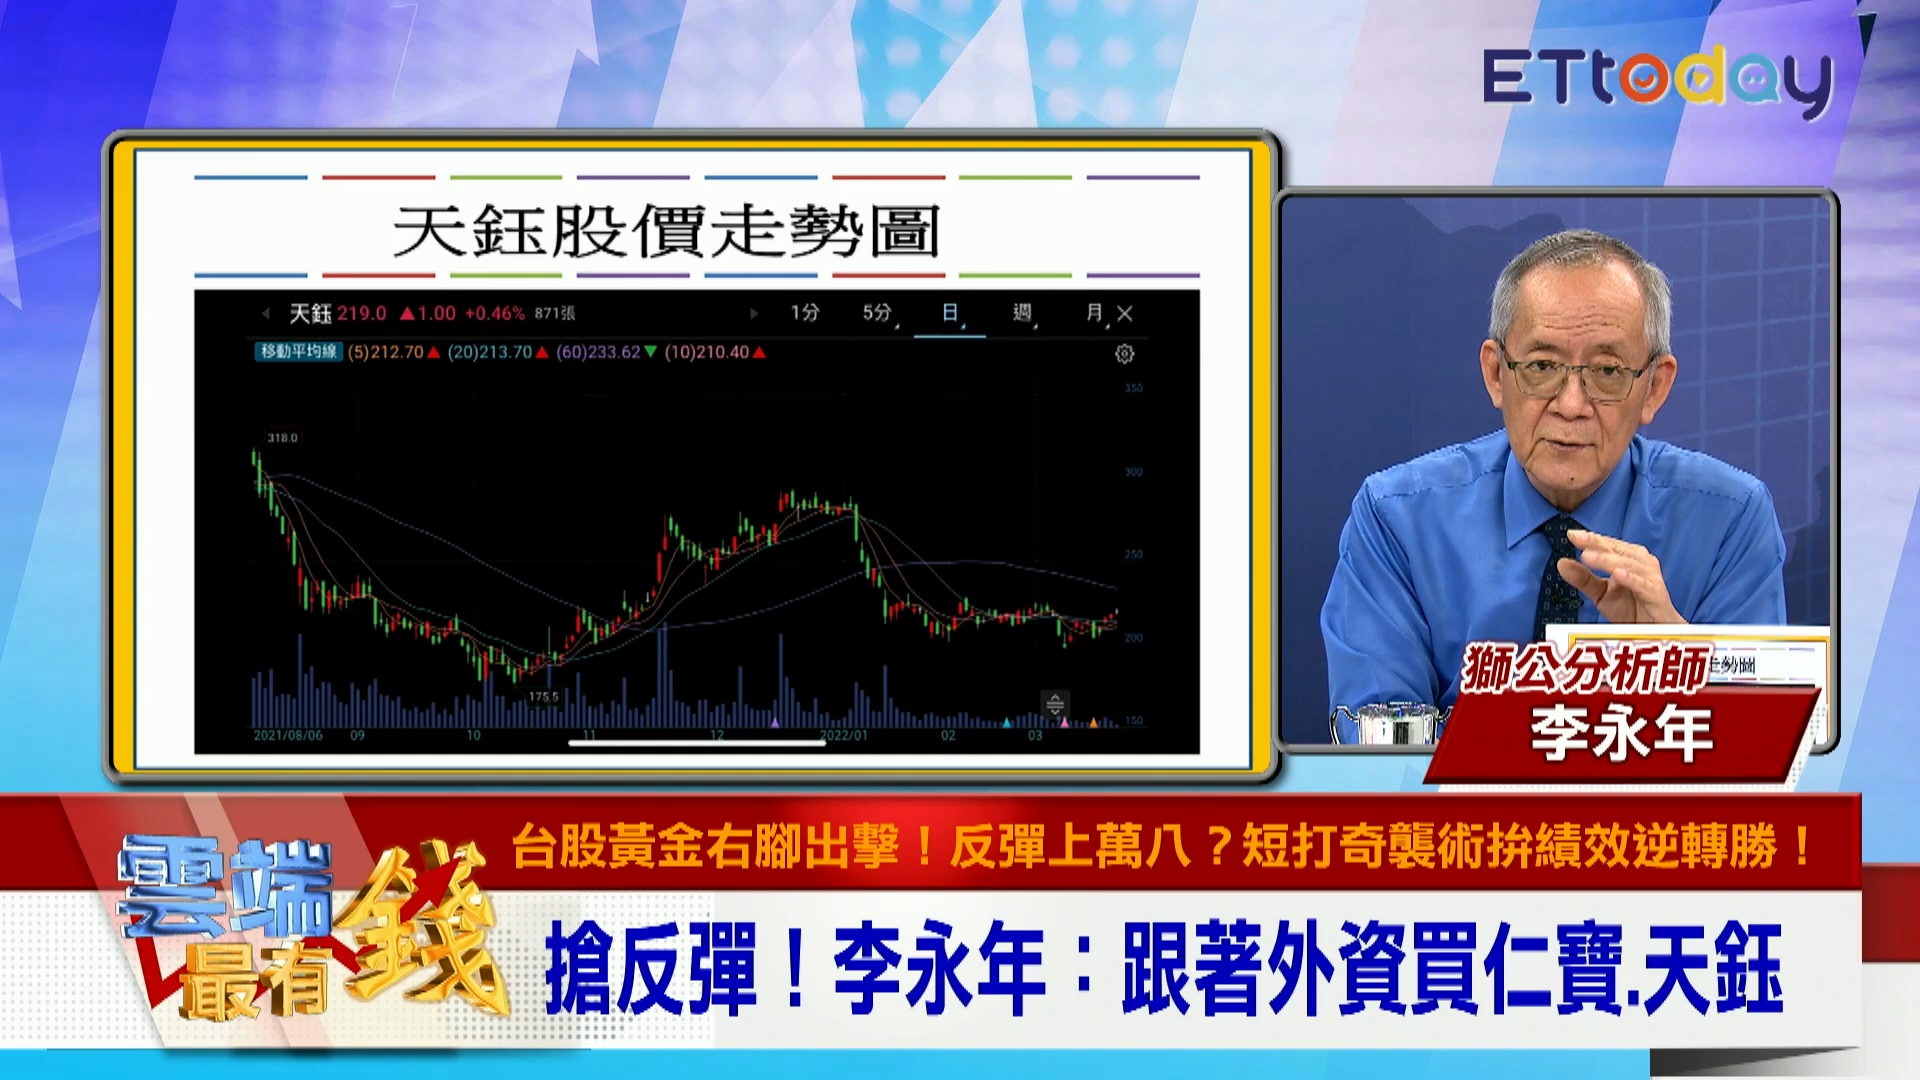 ETtoday
天鈺股價走勢圖
天鈺 219.0 ▲1.00 +0.46% 871張 1分 5分 日 週 月 ×
移動平均線 (5)212.70▲ (20)213.70▲ (60)233.62▼ (10)210.40▲
350
318.0
300
250
200
175.5
150
2021/08/06 09 10 11 12 2022/01 02 03
走勢圖
獅公分析師
李永年
台股黃金右腳出擊！反彈上萬八？短打奇襲術拚績效逆轉勝！
雲端最有錢
搶反彈！李永年：跟著外資買仁寶.天鈺